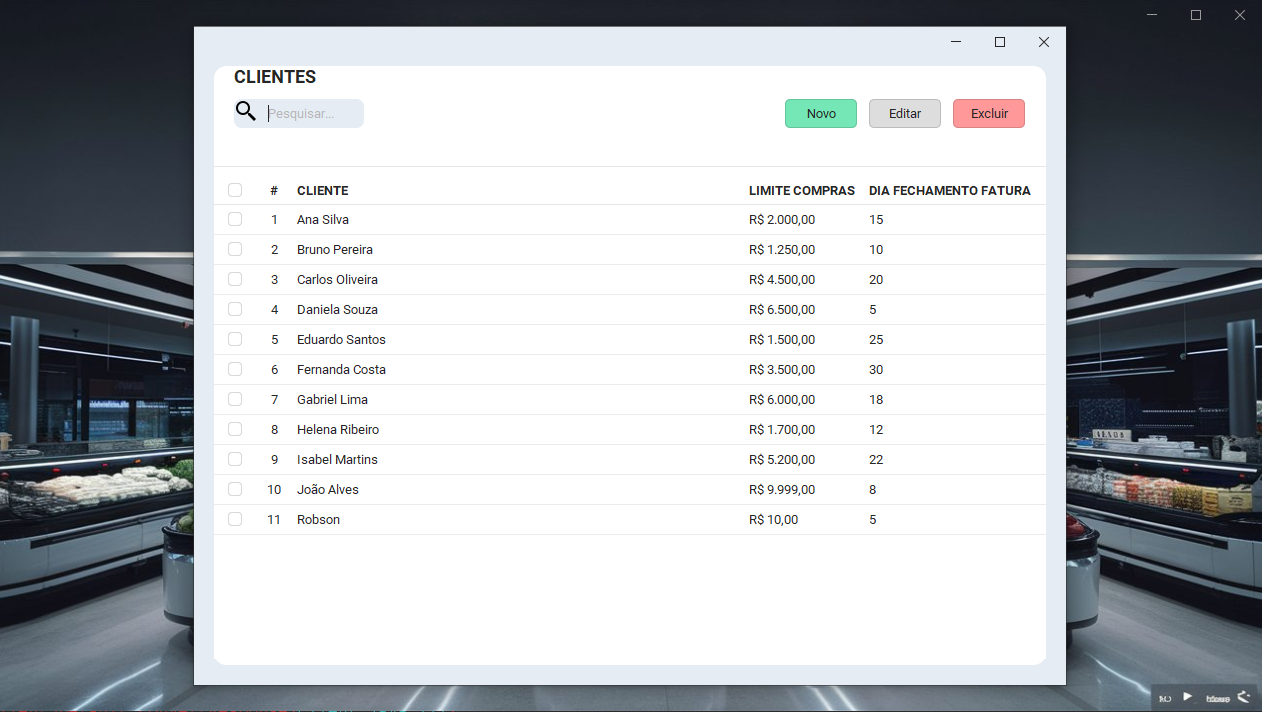 CLIENTES
Pesquisar...
Novo Editar Excluir
# CLIENTE LIMITE COMPRAS DIA FECHAMENTO FATURA
1 Ana Silva R$ 2.000,00 15
2 Bruno Pereira R$ 1.250,00 10
3 Carlos Oliveira R$ 4.500,00 20
4 Daniela Souza R$ 6.500,00 5
5 Eduardo Santos R$ 1.500,00 25
6 Fernanda Costa R$ 3.500,00 30
7 Gabriel Lima R$ 6.000,00 18
8 Helena Ribeiro R$ 1.700,00 12
9 Isabel Martins R$ 5.200,00 22
10 João Alves R$ 9.999,00 8
11 Robson R$ 10,00 5